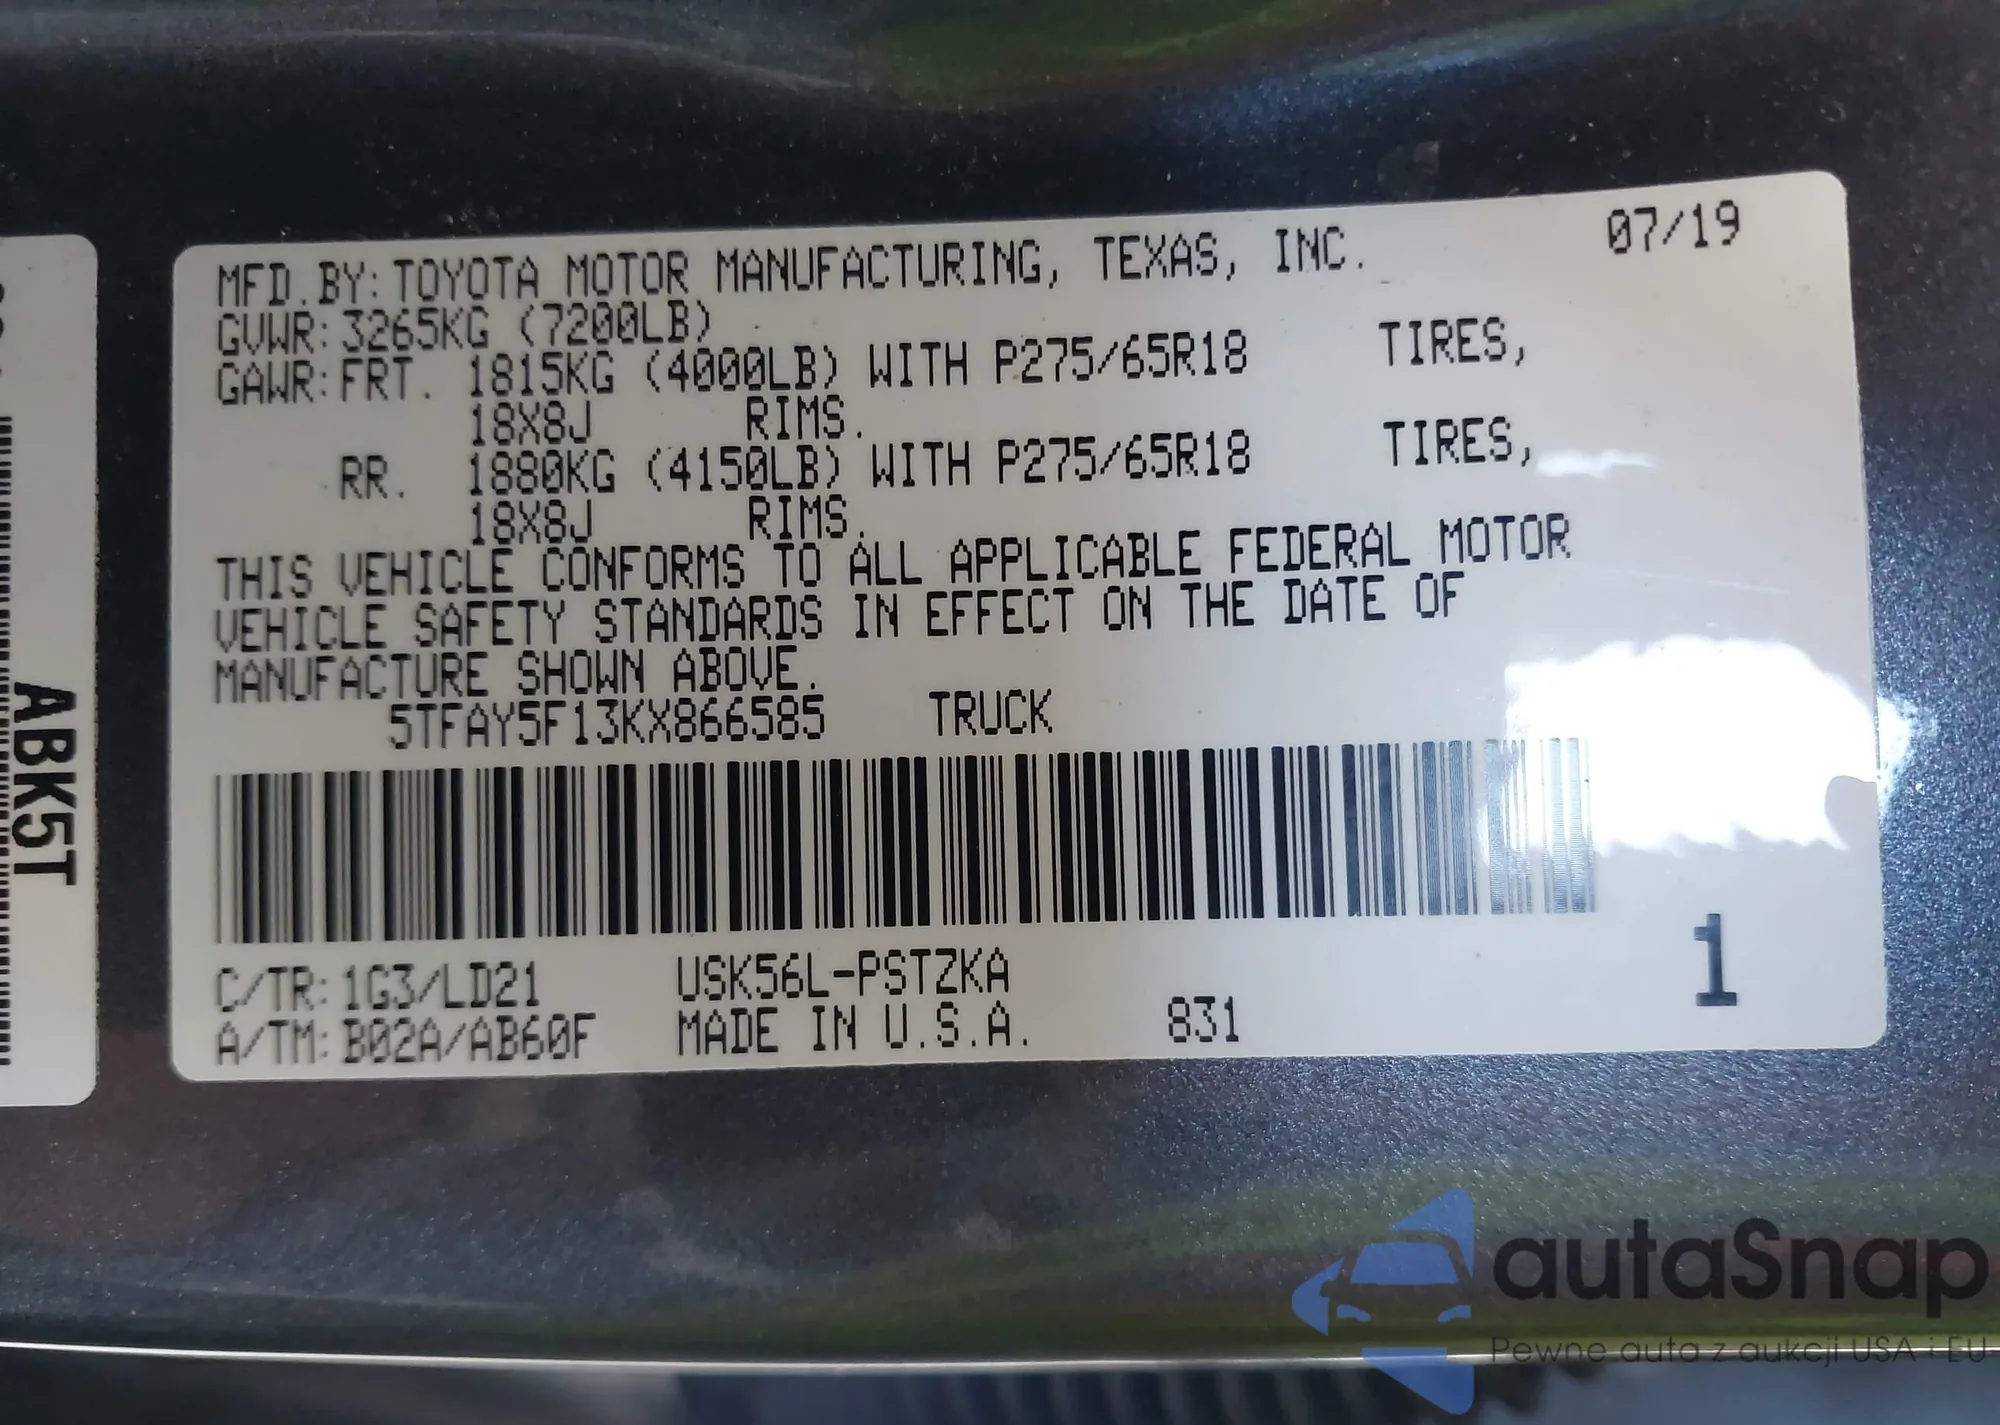 MFD.BY:TOYOTA MOTOR MANUFACTURING, TEXAS, INC. 07/19
GVWR:3265KG (7200LB)
GAWR:FRT. 1815KG (4000LB) WITH P275/65R18 TIRES,
18X8J RIMS.
RR. 1880KG (4150LB) WITH P275/65R18 TIRES,
18X8J RIMS.
THIS VEHICLE CONFORMS TO ALL APPLICABLE FEDERAL MOTOR
VEHICLE SAFETY STANDARDS IN EFFECT ON THE DATE OF
MANUFACTURE SHOWN ABOVE.
5TFAY5F13KX866585 TRUCK
C/TR:1G3/LD21 USK56L-PSTZKA
A/TM:B02A/AB60F MADE IN U.S.A. 831
1
ABK5T
autaSnap
Pewne auta z aukcji USA i EU